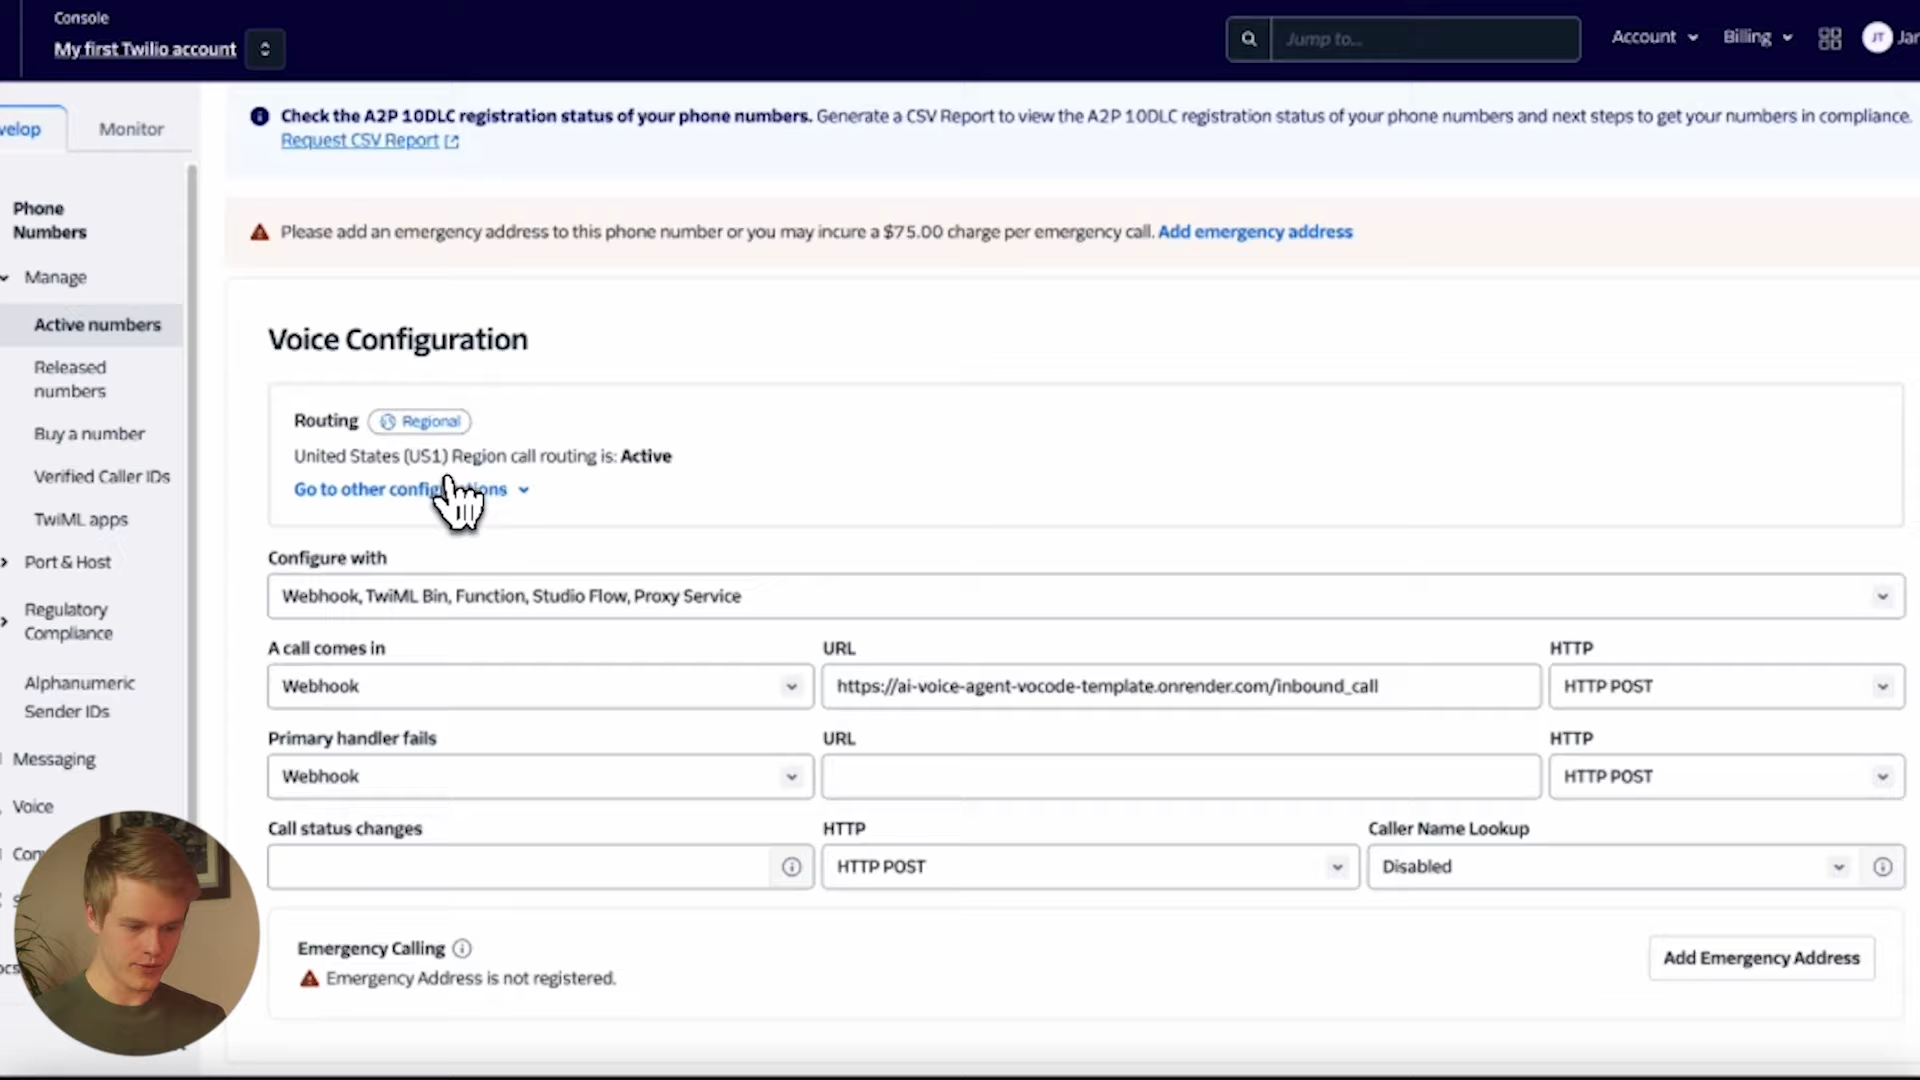 Console
My first Twilio account
Jump to...
Account
Billing
JT
Jar
velop
Monitor
Check the A2P 10DLC registration status of your phone numbers. Generate a CSV Report to view the A2P 10DLC registration status of your phone numbers and next steps to get your numbers in compliance.
Request CSV Report
Please add an emergency address to this phone number or you may incure a $75.00 charge per emergency call. Add emergency address
Phone
Numbers
Manage
Active numbers
Released
numbers
Buy a number
Verified Caller IDs
TwiML apps
Port & Host
Regulatory
Compliance
Alphanumeric
Sender IDs
Messaging
Voice
Voice Configuration
Routing
Regional
United States (US1) Region call routing is: Active
Go to other configurations
Configure with
Webhook, TwiML Bin, Function, Studio Flow, Proxy Service
A call comes in
URL
HTTP
Webhook
https://ai-voice-agent-vocode-template.onrender.com/inbound_call
HTTP POST
Primary handler fails
URL
HTTP
Webhook
HTTP POST
Call status changes
HTTP
Caller Name Lookup
HTTP POST
Disabled
Emergency Calling
Emergency Address is not registered.
Add Emergency Address